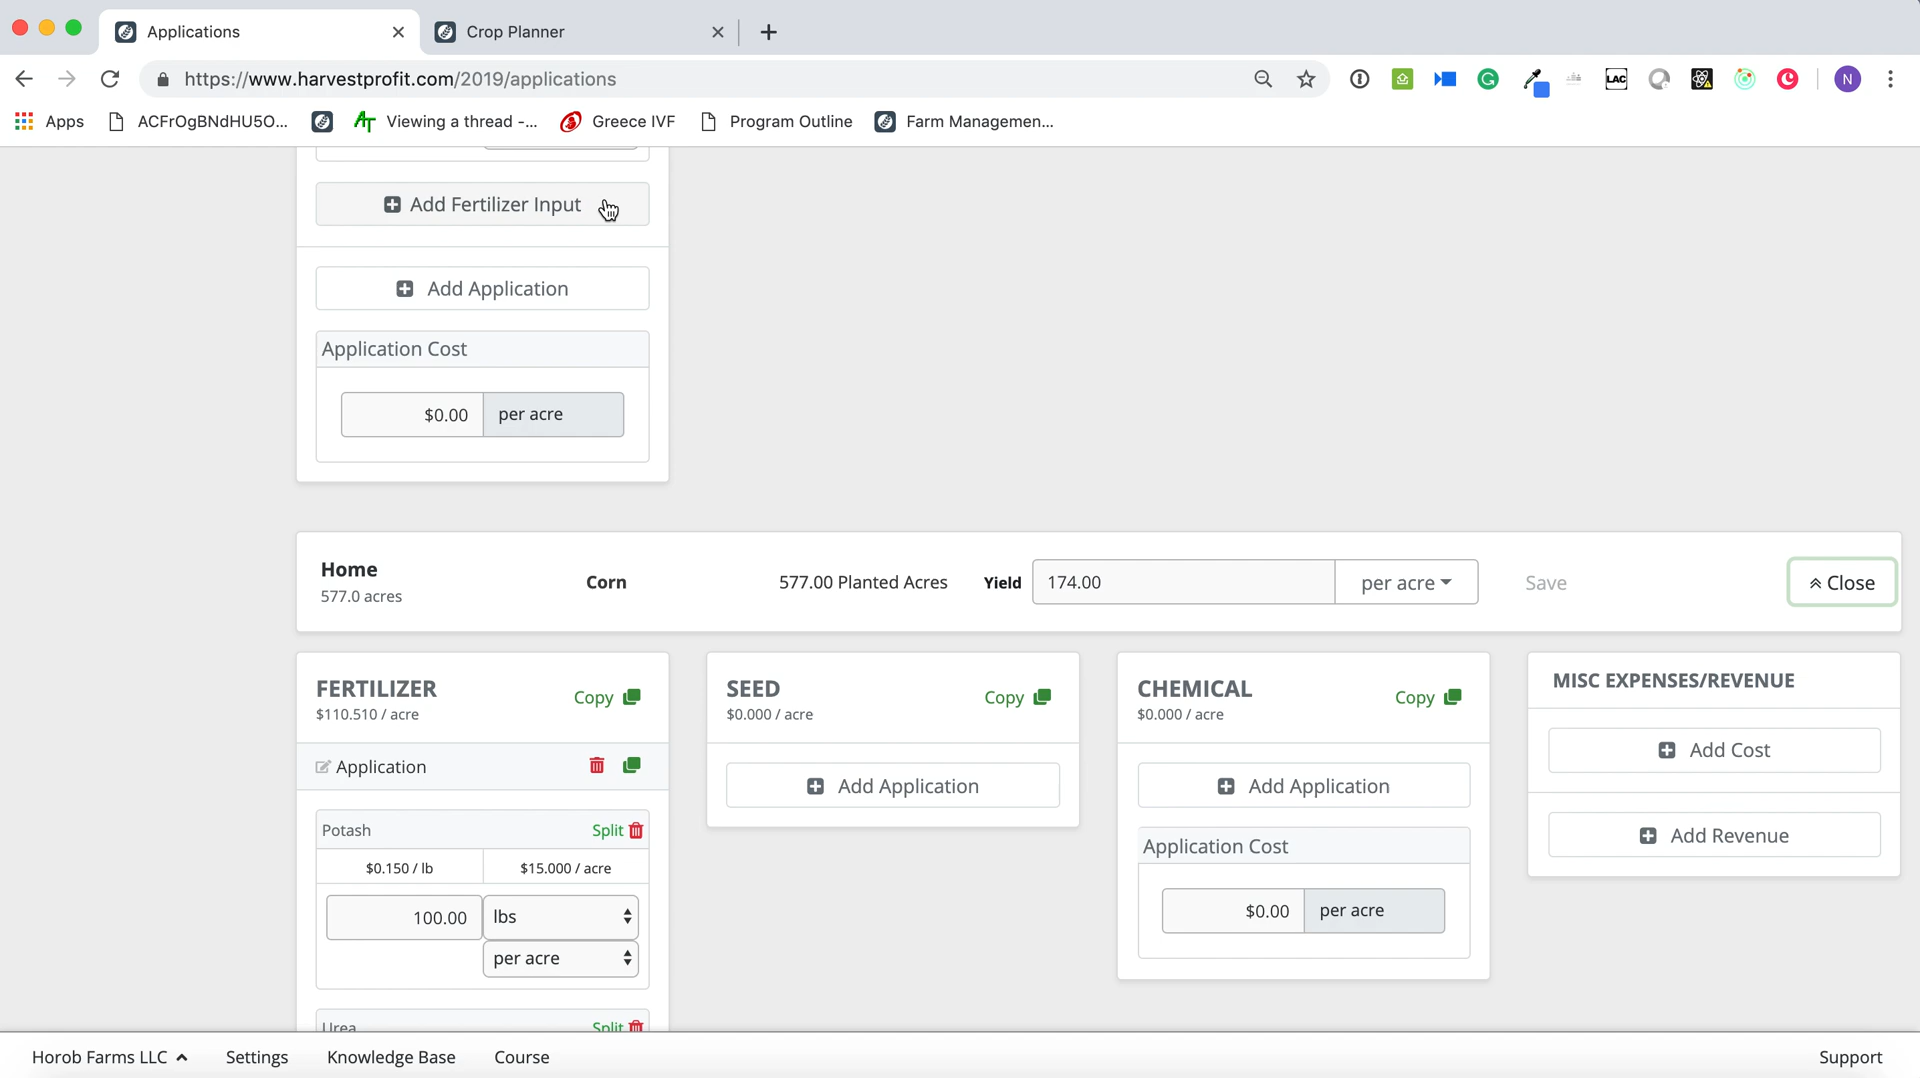 Applications
Crop Planner
https://www.harvestprofit.com/2019/applications
LAC
N
Apps
ACFrOgBNdHU5O...
Viewing a thread -...
Greece IVF
Program Outline
Farm Managemen...
Add Fertilizer Input
Add Application
Application Cost
$0.00 per acre
Home
577.0 acres
Corn
577.00 Planted Acres
Yield 174.00 per acre
Save
Close
FERTILIZER
$110.510 / acre
Copy
Application
Potash Split
$0.150 / lb $15.000 / acre
100.00 lbs
per acre
Urea Split
SEED
$0.000 / acre
Copy
Add Application
CHEMICAL
$0.000 / acre
Copy
Add Application
Application Cost
$0.00 per acre
MISC EXPENSES/REVENUE
Add Cost
Add Revenue
Horob Farms LLC Settings Knowledge Base Course Support